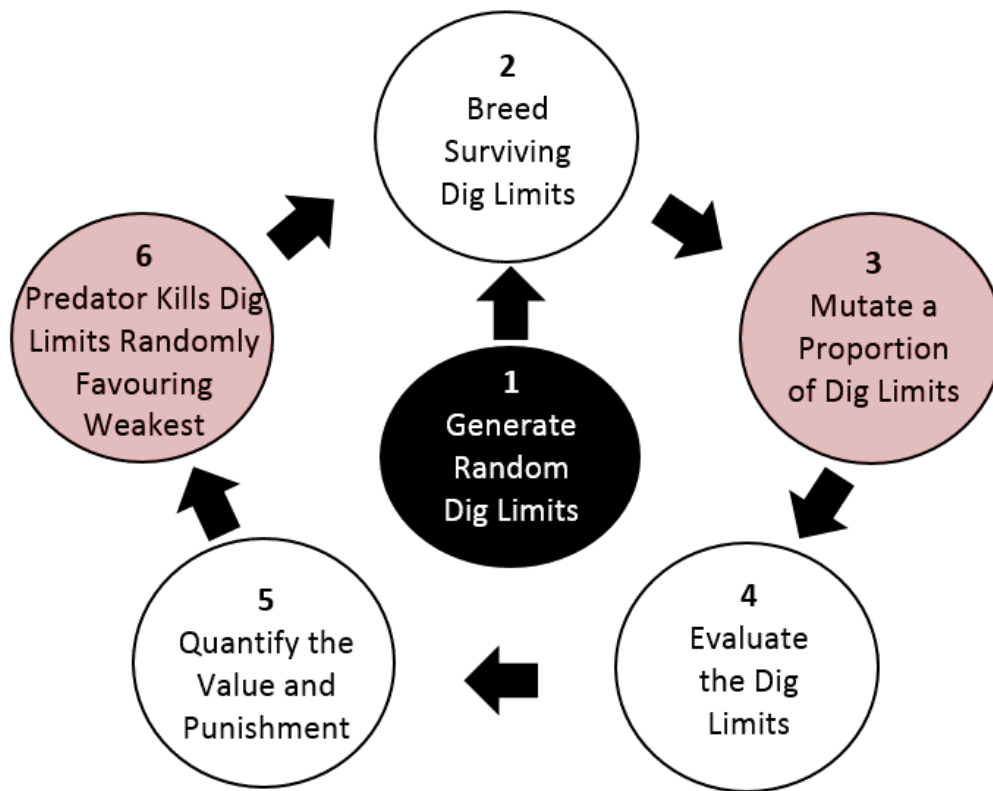 1
Generate
Random
Dig Limits
2
Breed
Surviving
Dig Limits
3
Mutate a
Proportion
of Dig Limits
4
Evaluate
the Dig
Limits
5
Quantify the
Value and
Punishment
6
Predator Kills Dig
Limits Randomly
Favouring
Weakest